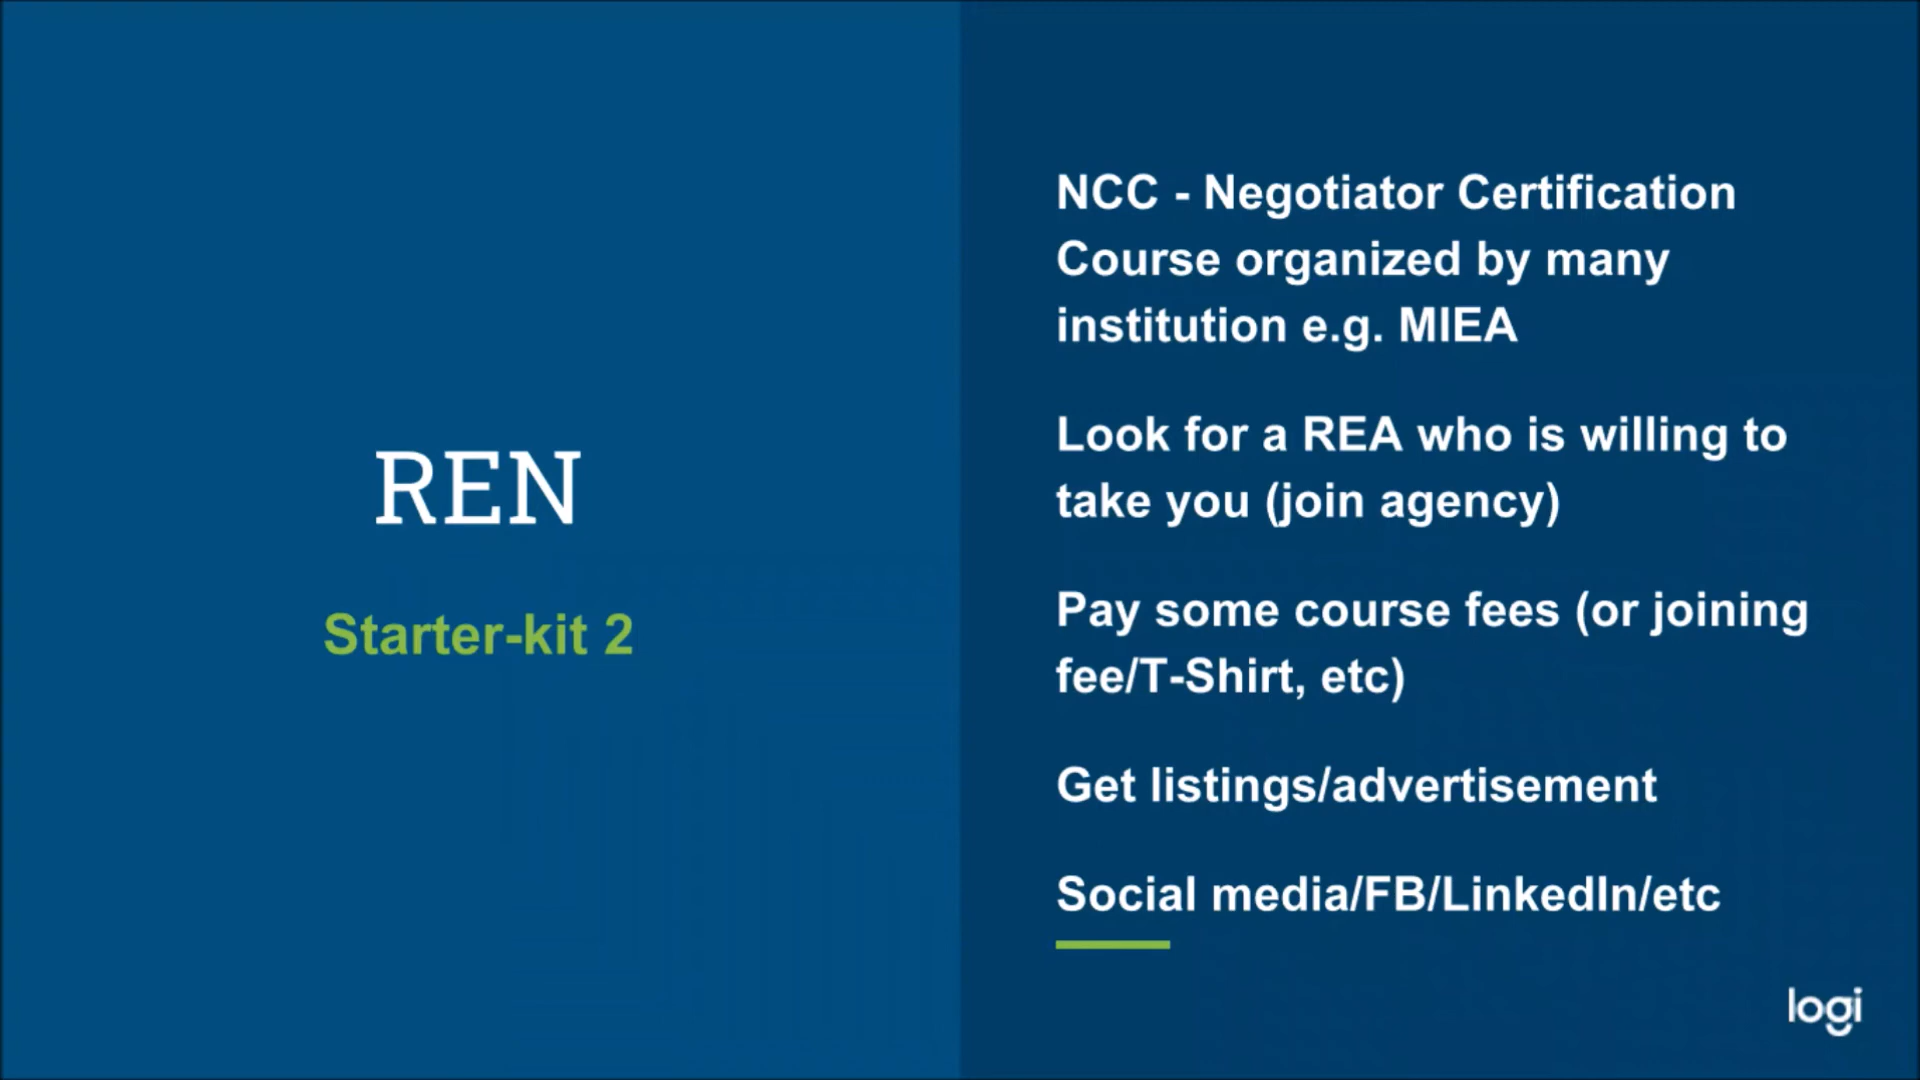 REN
Starter-kit 2
NCC - Negotiator Certification
Course organized by many
institution e.g. MIEA
Look for a REA who is willing to
take you (join agency)
Pay some course fees (or joining
fee/T-Shirt, etc)
Get listings/advertisement
Social media/FB/LinkedIn/etc
logi